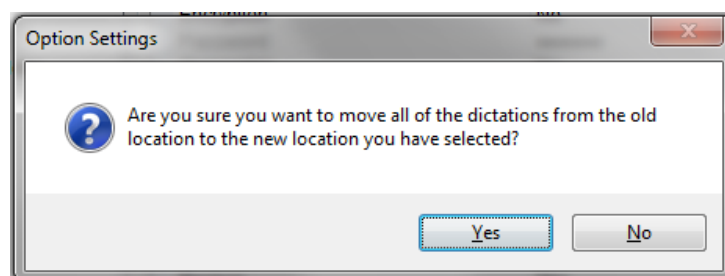 Option Settings
Are you sure you want to move all of the dictations from the old
location to the new location you have selected?
Yes
No